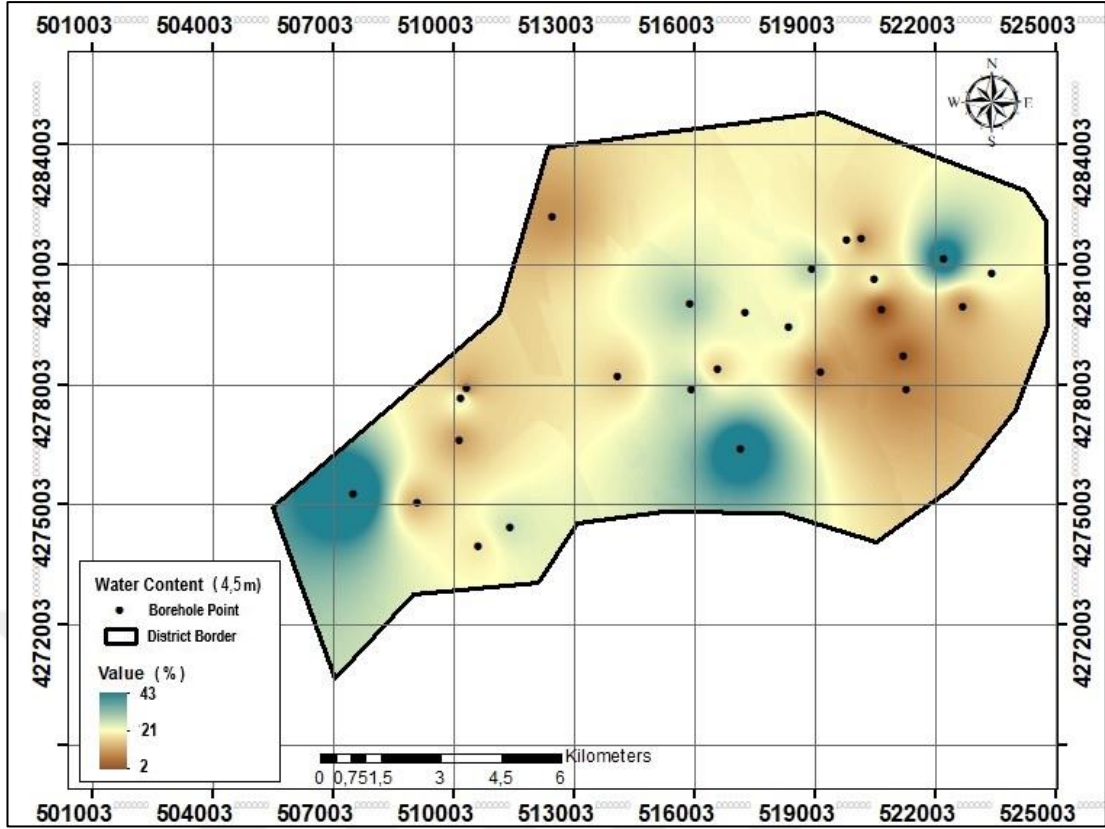 501003 504003 507003 510003 513003 516003 519003 522003 525003
N
W E
S
4284003 4284003
4281003 4281003
4278003 4278003
4275003 4275003
4272003 4272003
Water Content (4,5m)
Borehole Point
District Border
Value (%)
43
21
2
Kilometers
0 0,75 1,5 3 4,5 6
501003 504003 507003 510003 513003 516003 519003 522003 525003